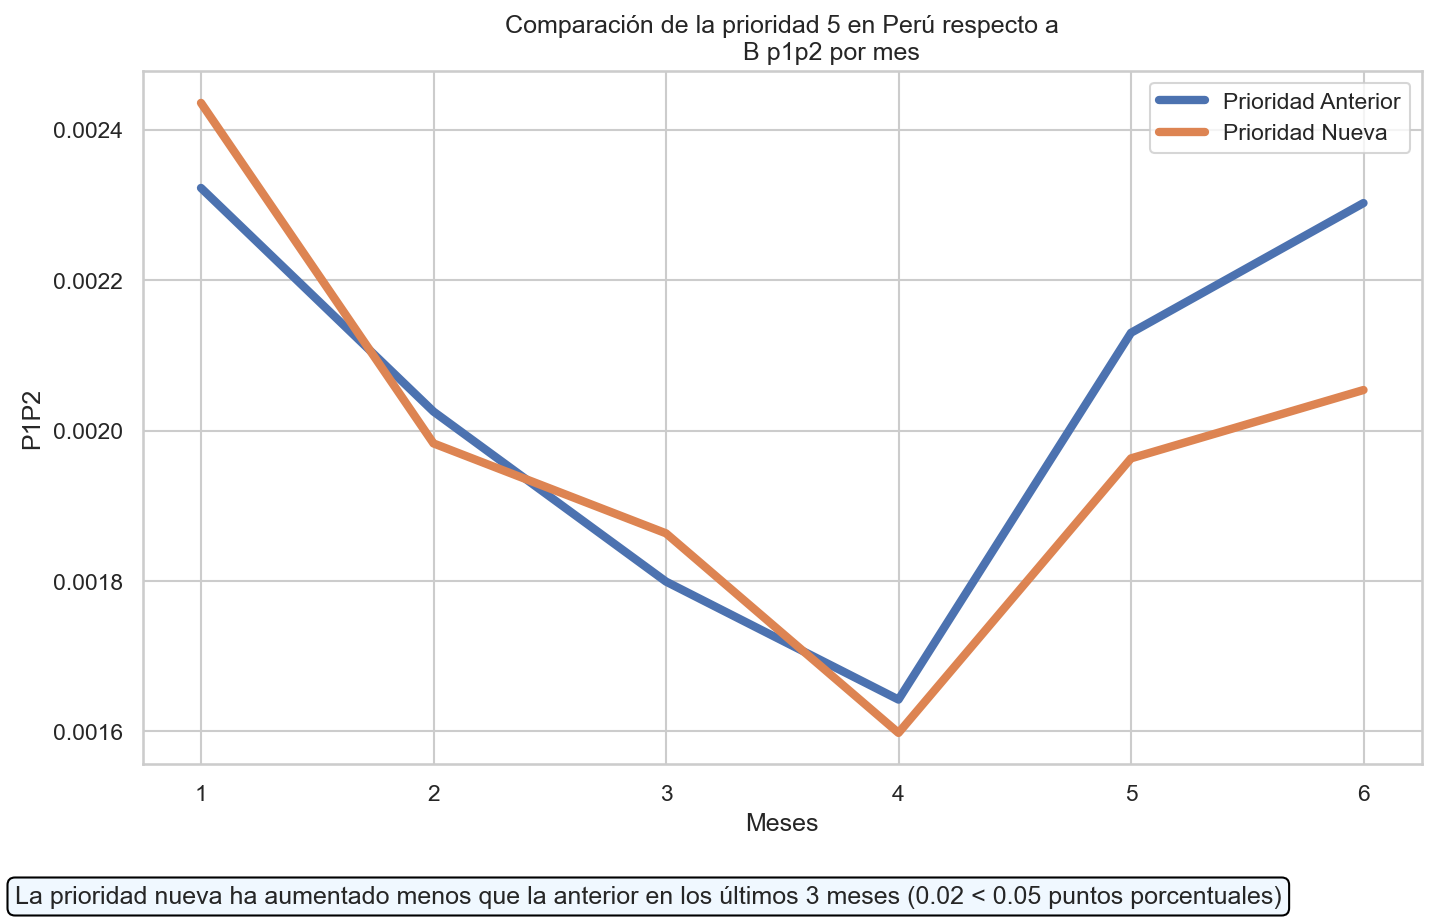 Comparación de la prioridad 5 en Perú respecto a
B p1p2 por mes
Prioridad Anterior
Prioridad Nueva
P1P2
0.0024
0.0022
0.0020
0.0018
0.0016
1 2 3 4 5 6
Meses
La prioridad nueva ha aumentado menos que la anterior en los últimos 3 meses (0.02 < 0.05 puntos porcentuales)